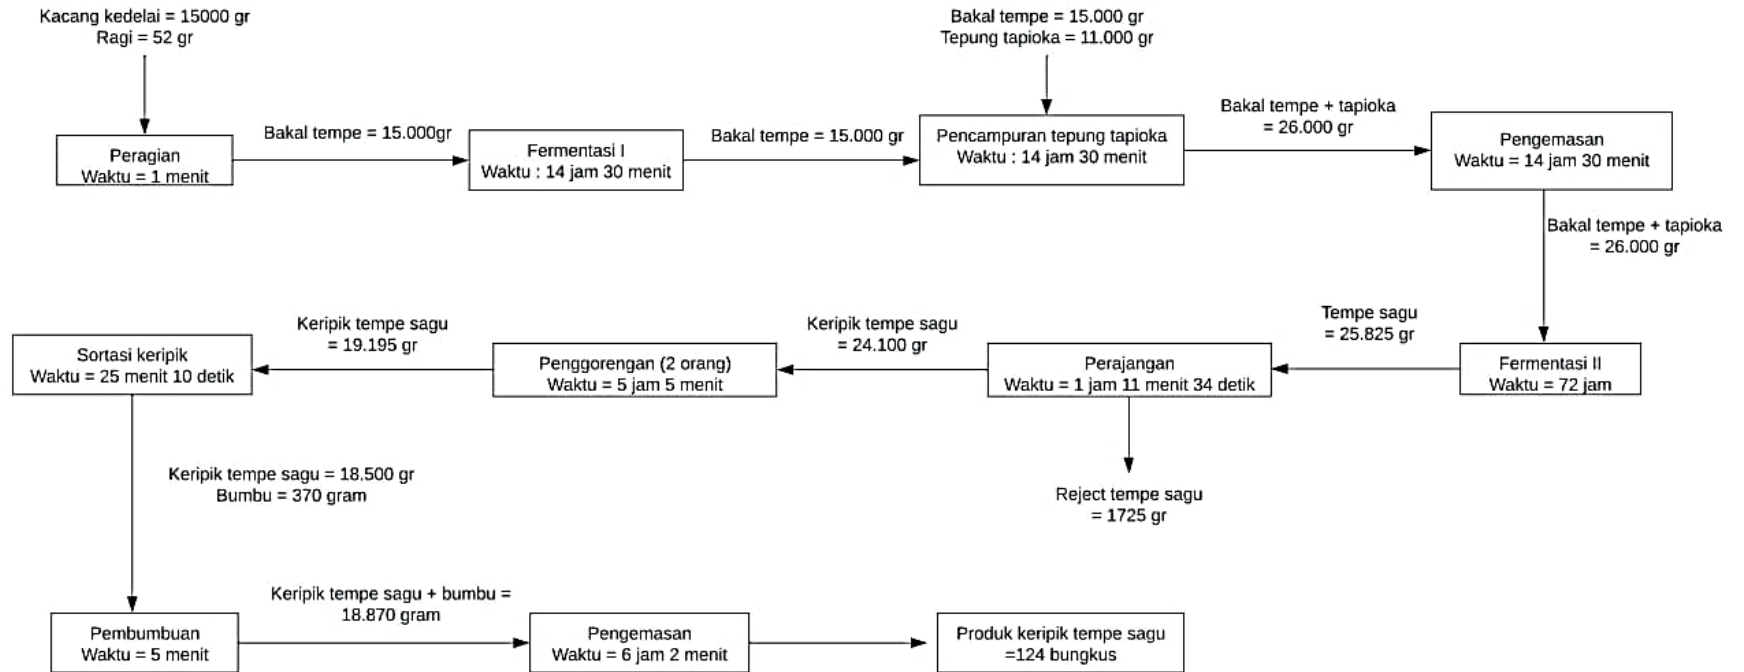 Kacang kedelai = 15000 gr
Ragi = 52 gr
Peragian
Waktu = 1 menit
Bakal tempe = 15.000gr
Fermentasi I
Waktu : 14 jam 30 menit
Bakal tempe = 15.000 gr
Bakal tempe = 15.000 gr
Tepung tapioka = 11.000 gr
Pencampuran tepung tapioka
Waktu : 14 jam 30 menit
Bakal tempe + tapioka
= 26.000 gr
Pengemasan
Waktu = 14 jam 30 menit
Bakal tempe + tapioka
= 26.000 gr
Fermentasi II
Waktu = 72 jam
Tempe sagu
= 25.825 gr
Perajangan
Waktu = 1 jam 11 menit 34 detik
Reject tempe sagu
= 1725 gr
Keripik tempe sagu
= 24.100 gr
Penggorengan (2 orang)
Waktu = 5 jam 5 menit
Keripik tempe sagu
= 19.195 gr
Sortasi keripik
Waktu = 25 menit 10 detik
Keripik tempe sagu = 18.500 gr
Bumbu = 370 gram
Pembumbuan
Waktu = 5 menit
Keripik tempe sagu + bumbu =
18.870 gram
Pengemasan
Waktu = 6 jam 2 menit
Produk keripik tempe sagu
=124 bungkus